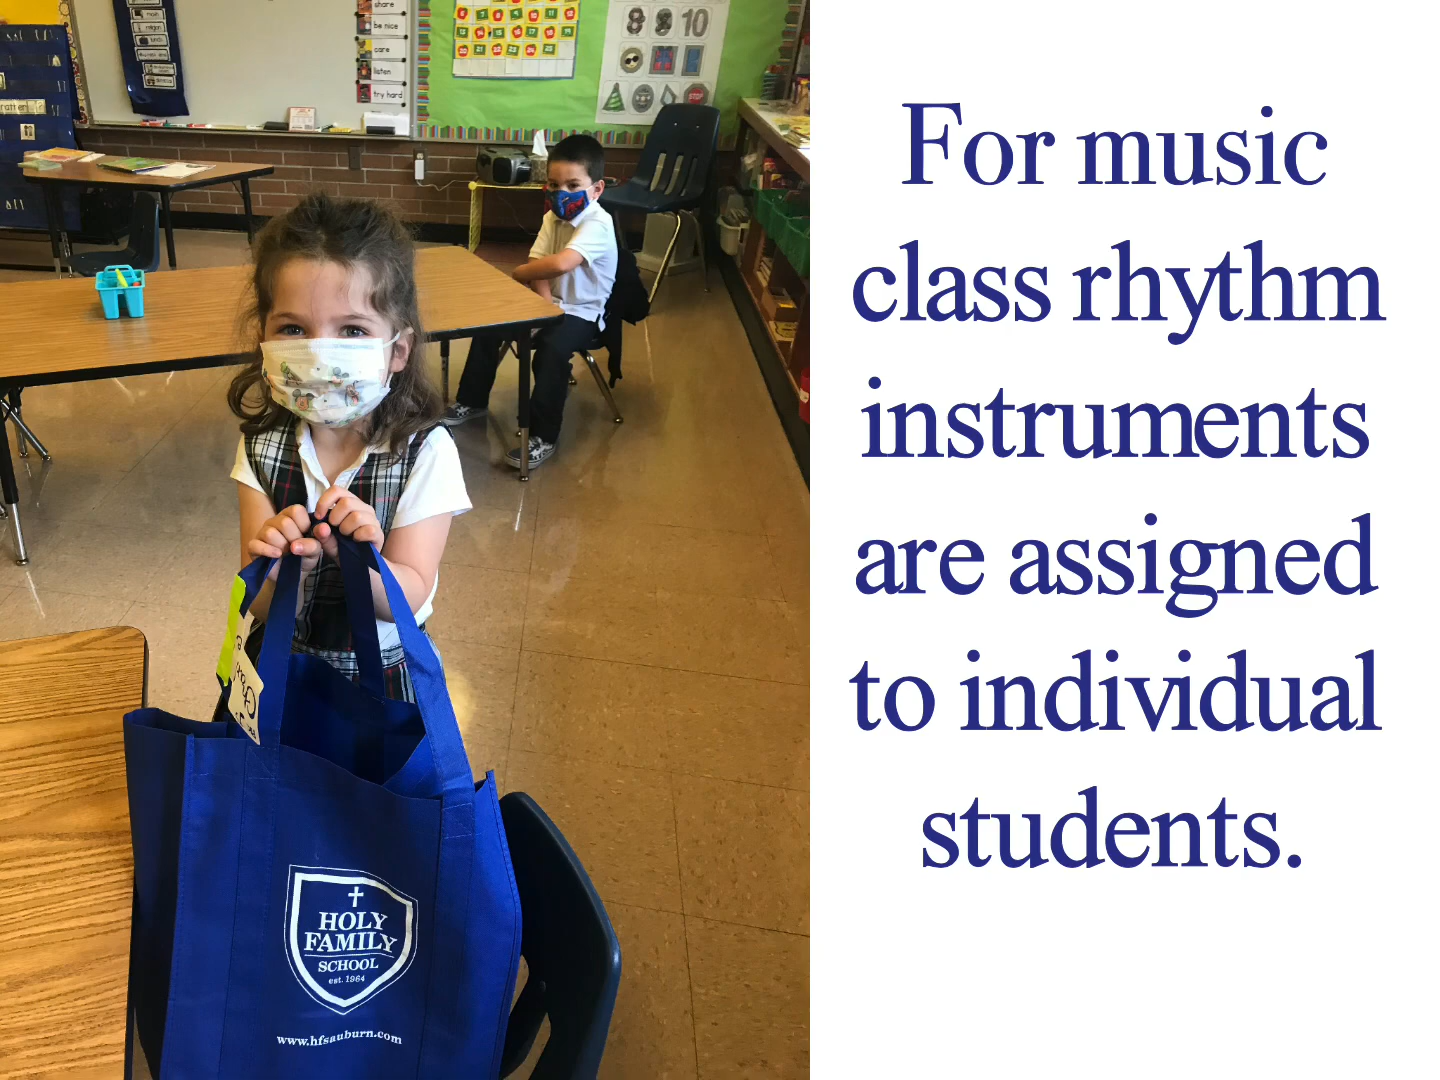 share
be nice
care
listen
try hard
8 8 10
For music
class rhythm
instruments
are assigned
to individual
students.
HOLY
FAMILY
SCHOOL
est. 1964
www.hfsauburn.com